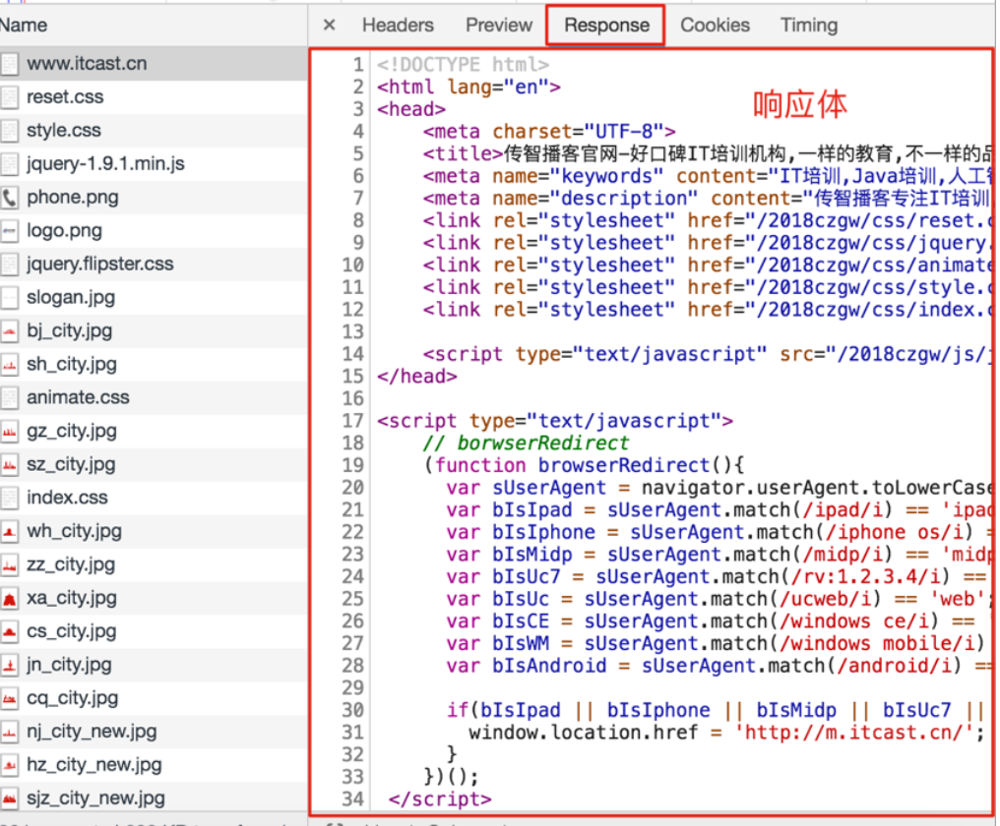 Name
× Headers Preview Response Cookies Timing
www.itcast.cn
reset.css
style.css
jquery-1.9.1.min.js
phone.png
logo.png
jquery.flipster.css
slogan.jpg
bj_city.jpg
sh_city.jpg
animate.css
gz_city.jpg
sz_city.jpg
index.css
wh_city.jpg
zz_city.jpg
xa_city.jpg
cs_city.jpg
jn_city.jpg
cq_city.jpg
nj_city_new.jpg
hz_city_new.jpg
sjz_city_new.jpg
响应体
1 <!DOCTYPE html>
2 <html lang="en">
3 <head>
4 <meta charset="UTF-8">
5 <title>传智播客官网-好口碑IT培训机构,一样的教育,不一样的品
6 <meta name="keywords" content="IT培训,Java培训,人工智
7 <meta name="description" content="传智播客专注IT培训
8 <link rel="stylesheet" href="/2018czgw/css/reset.c
9 <link rel="stylesheet" href="/2018czgw/css/jquery.
10 <link rel="stylesheet" href="/2018czgw/css/animate
11 <link rel="stylesheet" href="/2018czgw/css/style.c
12 <link rel="stylesheet" href="/2018czgw/css/index.c
13
14 <script type="text/javascript" src="/2018czgw/js/j
15 </head>
16
17 <script type="text/javascript">
18 // borwserRedirect
19 (function browserRedirect(){
20 var sUserAgent = navigator.userAgent.toLowerCase
21 var bIsIpad = sUserAgent.match(/ipad/i) == 'ipad
22 var bIsIphone = sUserAgent.match(/iphone os/i) =
23 var bIsMidp = sUserAgent.match(/midp/i) == 'midp
24 var bIsUc7 = sUserAgent.match(/rv:1.2.3.4/i) ==
25 var bIsUc = sUserAgent.match(/ucweb/i) == 'web';
26 var bIsCE = sUserAgent.match(/windows ce/i) == '
27 var bIsWM = sUserAgent.match(/windows mobile/i)
28 var bIsAndroid = sUserAgent.match(/android/i) ==
29
30 if(bIsIpad || bIsIphone || bIsMidp || bIsUc7 ||
31 window.location.href = 'http://m.itcast.cn/';
32 }
33 })();
34 </script>